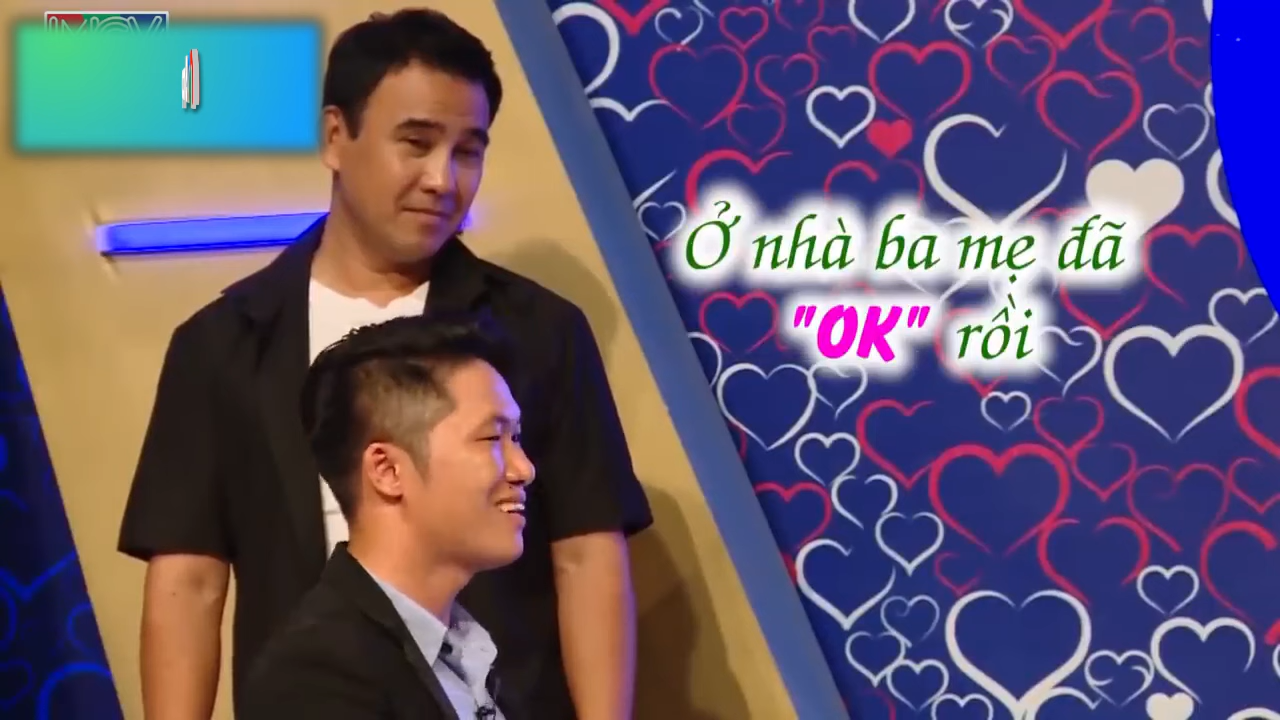 Ở nhà ba mẹ đã
"OK" rồi